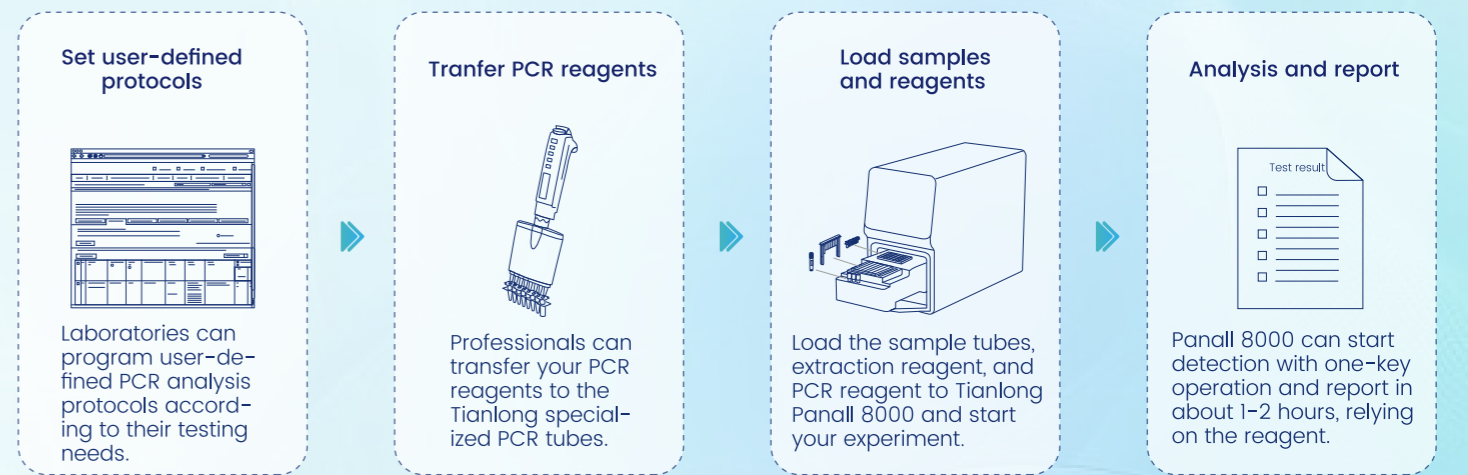 Set user-defined
protocols
Laboratories can
program user-de-
fined PCR analysis
protocols accord-
ing to their testing
needs.
Tranfer PCR reagents
Professionals can
transfer your PCR
reagents to the
Tianlong special-
ized PCR tubes.
Load samples
and reagents
Load the sample tubes,
extraction reagent, and
PCR reagent to Tianlong
Panall 8000 and start
your experiment.
Analysis and report
Test result
Panall 8000 can start
detection with one-key
operation and report in
about 1-2 hours, relying
on the reagent.